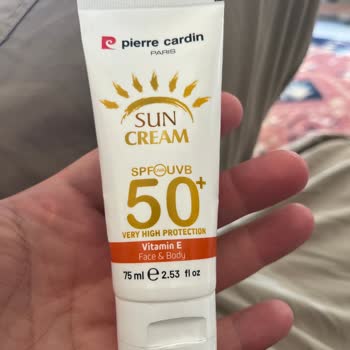 pierre cardin
PARIS
SUN
CREAM
SPF UVB
50+
VERY HIGH PROTECTION
Vitamin E
Face & Body
75 ml e 2.53 fl oz